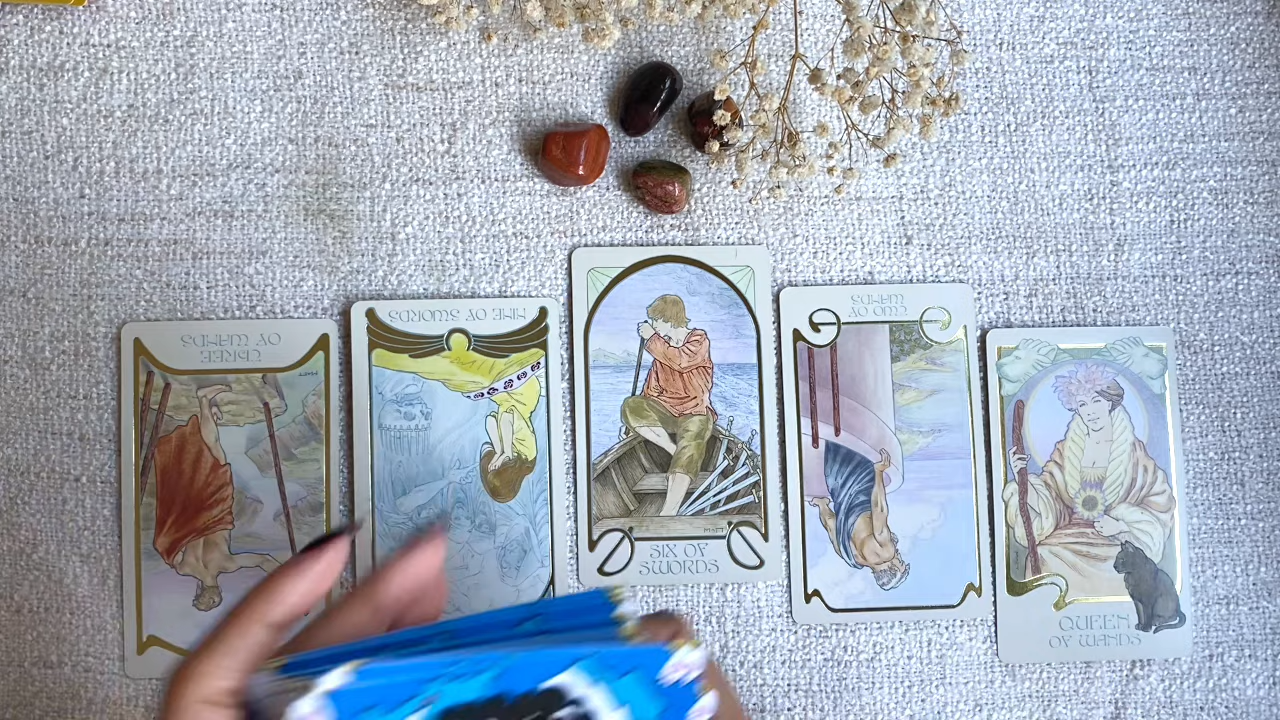 THREE
OF WANDS
NINE OF SWORDS
SIX OF
SWORDS
TWO OF
WANDS
QUEEN
OF WANDS